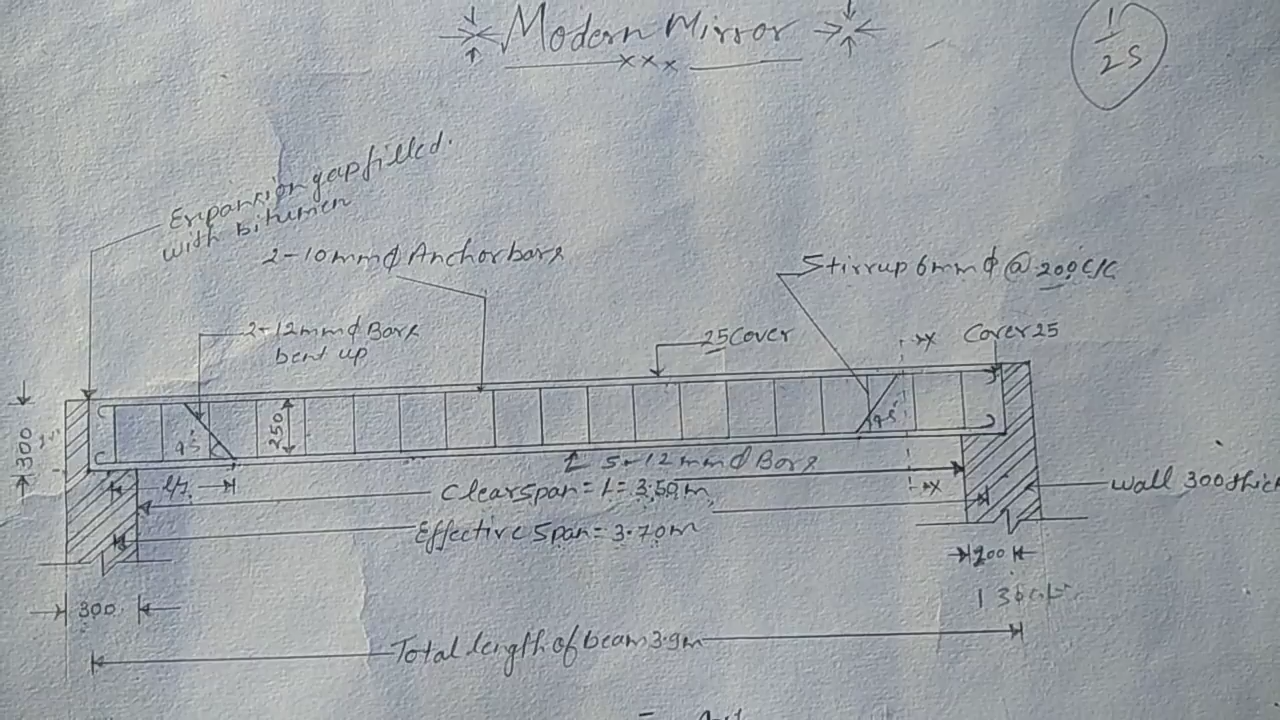 Modern Mirror
x x x
1/25
Expansion gap filled.
with bitumen
2-10mmϕ Anchor bars
Stirrup 6mmϕ @ 200 C/C
2-12mmϕ Bars
bent up
25 Cover
Cover 25
x
300
45°
250
45°
5-12mmϕ Bars
x
Clear span = L = 3.50m
wall 300 thick
Effective Span = 3.70m
200
300
Total length of beam 3.9m